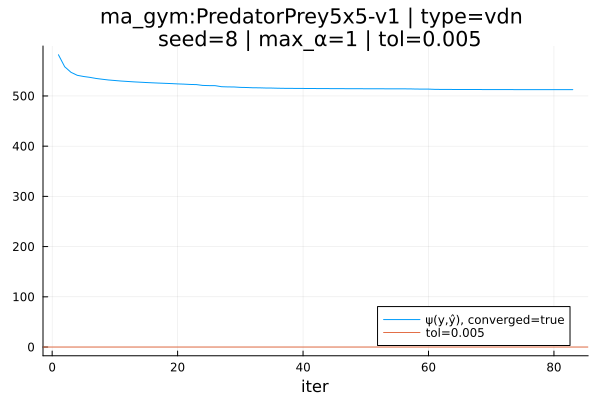 ma_gym:PredatorPrey5x5-v1 | type=vdn
seed=8 | max_α=1 | tol=0.005
500
400
300
200
100
0
ψ(y,ŷ), converged=true
tol=0.005
0
20
40
60
80
iter